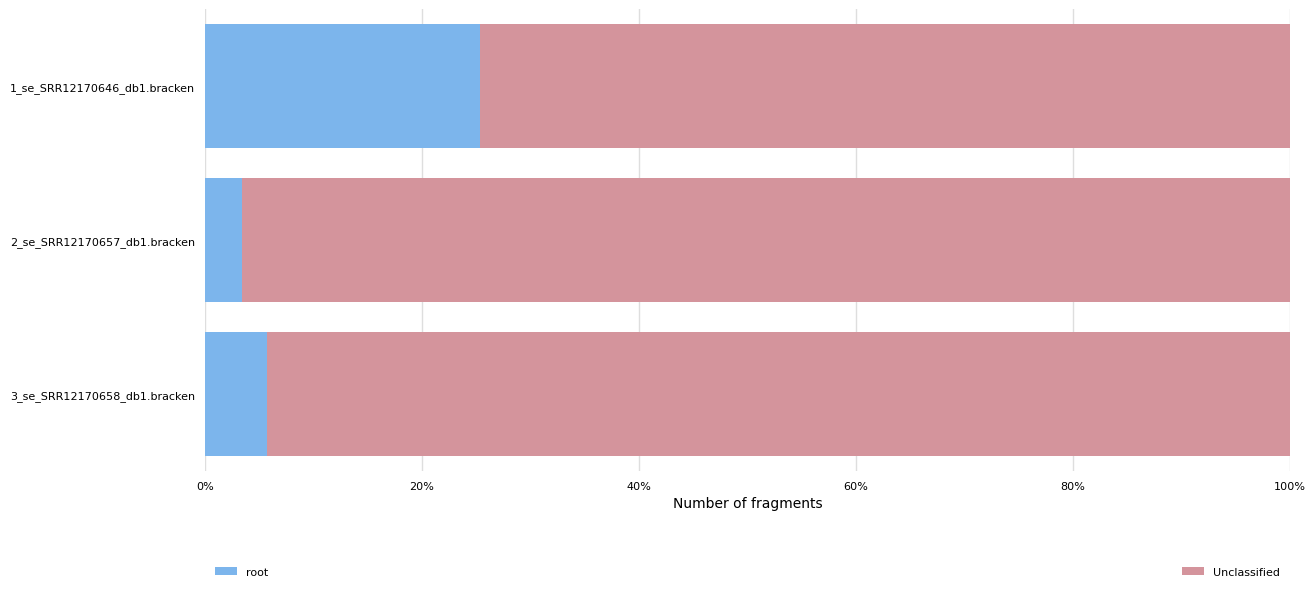 1_se_SRR12170646_db1.bracken
2_se_SRR12170657_db1.bracken
3_se_SRR12170658_db1.bracken
0% 20% 40% 60% 80% 100%
Number of fragments
root Unclassified